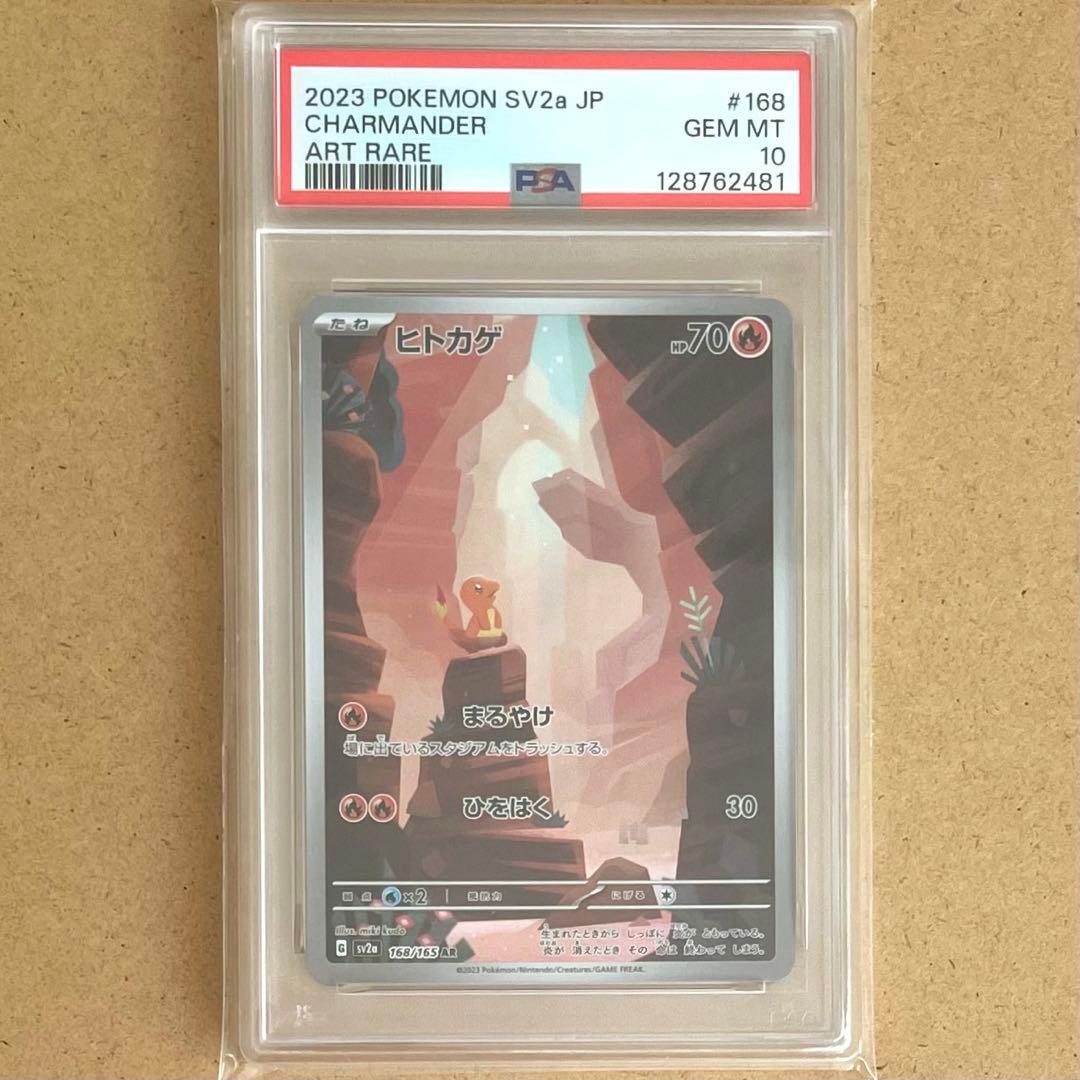 2023 POKEMON SV2a JP #168
CHARMANDER GEM MT
ART RARE 10
PSA 128762481
たね ヒトカゲ HP70
まるやけ
場に出ているスタジアムをトラッシュする。
ひをはく 30
弱点 ×2 抵抗力 にげる
Illus. miki kudo
G sv2a 168/165 AR
生まれたときから しっぽに 炎が ともっている。
炎が 消えたとき その 命は 終わって しまう。
©2023 Pokémon/Nintendo/Creatures/GAME FREAK.